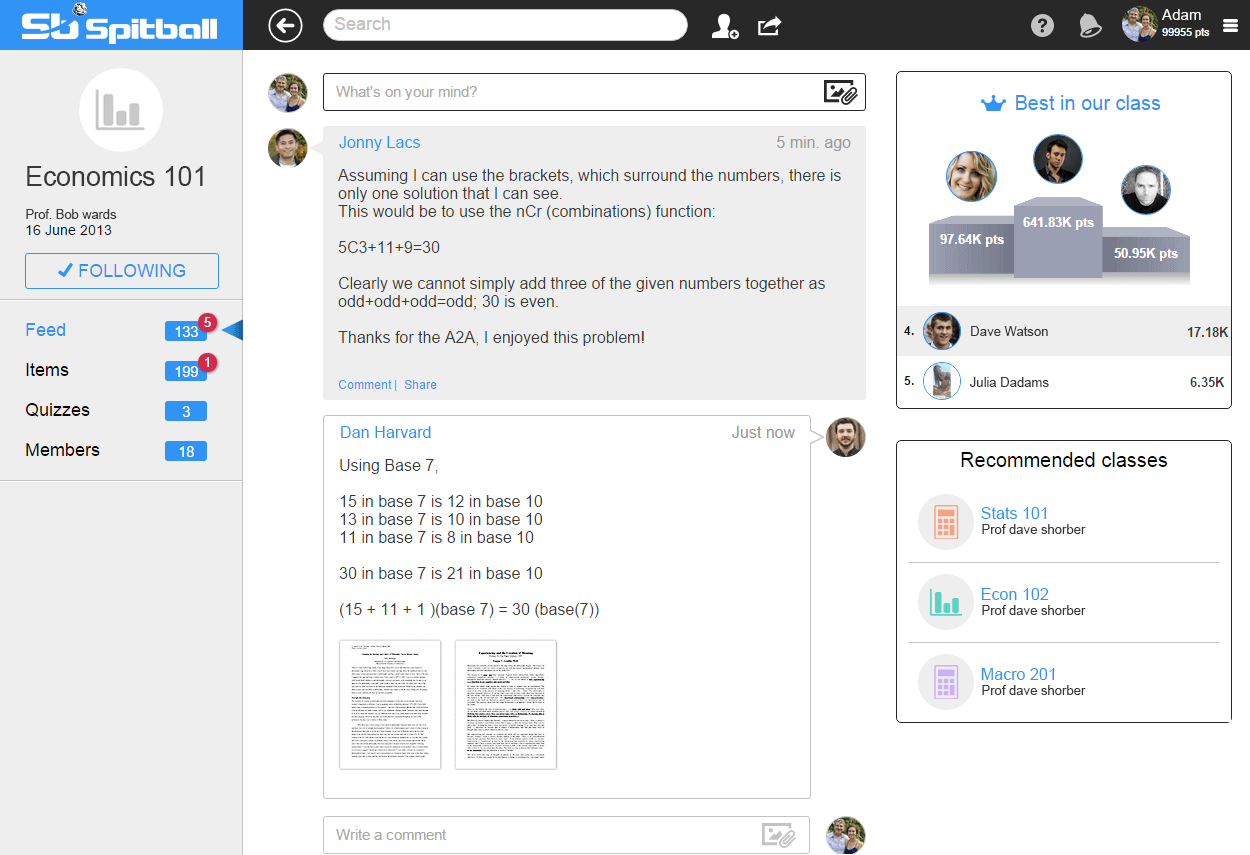 Sb Spitball
Search
Adam
99955 pts
Economics 101
Prof. Bob wards
16 June 2013
FOLLOWING
Feed 133 5
Items 199 1
Quizzes 3
Members 18
What's on your mind?
Jonny Lacs 5 min. ago
Assuming I can use the brackets, which surround the numbers, there is
only one solution that I can see.
This would be to use the nCr (combinations) function:
5C3+11+9=30
Clearly we cannot simply add three of the given numbers together as
odd+odd+odd=odd; 30 is even.
Thanks for the A2A, I enjoyed this problem!
Comment | Share
Dan Harvard Just now
Using Base 7,
15 in base 7 is 12 in base 10
13 in base 7 is 10 in base 10
11 in base 7 is 8 in base 10
30 in base 7 is 21 in base 10
(15 + 11 + 1 )(base 7) = 30 (base(7))
Write a comment
Best in our class
97.64K pts
641.83K pts
50.95K pts
4. Dave Watson 17.18K
5. Julia Dadams 6.35K
Recommended classes
Stats 101
Prof dave shorber
Econ 102
Prof dave shorber
Macro 201
Prof dave shorber